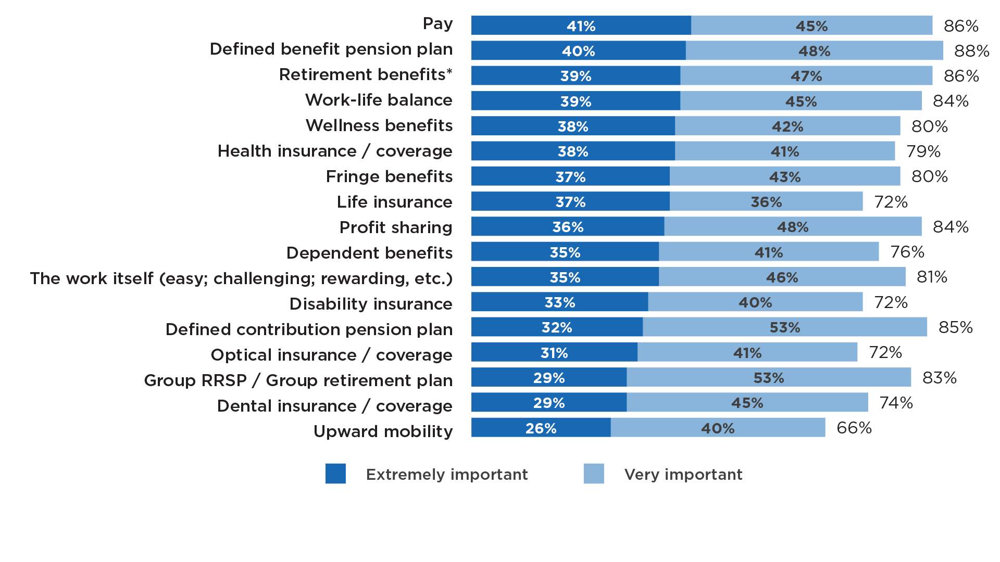 Pay 41% 45% 86%
Defined benefit pension plan 40% 48% 88%
Retirement benefits* 39% 47% 86%
Work-life balance 39% 45% 84%
Wellness benefits 38% 42% 80%
Health insurance / coverage 38% 41% 79%
Fringe benefits 37% 43% 80%
Life insurance 37% 36% 72%
Profit sharing 36% 48% 84%
Dependent benefits 35% 41% 76%
The work itself (easy; challenging; rewarding, etc.) 35% 46% 81%
Disability insurance 33% 40% 72%
Defined contribution pension plan 32% 53% 85%
Optical insurance / coverage 31% 41% 72%
Group RRSP / Group retirement plan 29% 53% 83%
Dental insurance / coverage 29% 45% 74%
Upward mobility 26% 40% 66%
Extremely important Very important